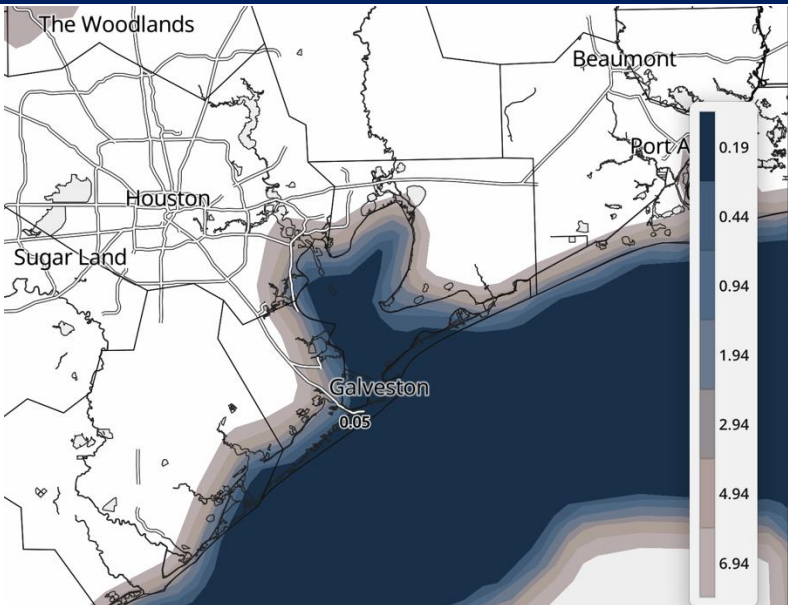 The Woodlands
Beaumont
Port A
Houston
Sugar Land
Galveston
0.05
0.19
0.44
0.94
1.94
2.94
4.94
6.94